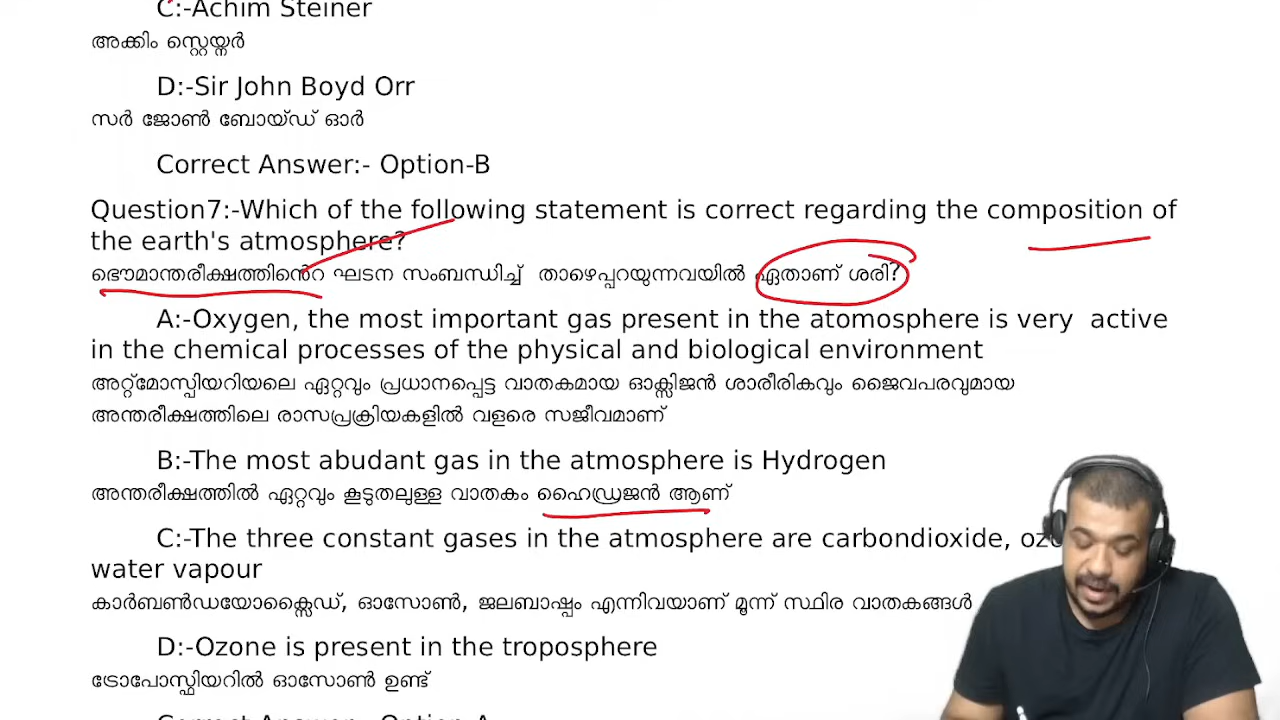 C:-Achim Steiner
അക്കിം സ്റ്റെയ്നർ
D:-Sir John Boyd Orr
സർ ജോൺ ബോയ്ഡ് ഓർ
Correct Answer:- Option-B
Question7:-Which of the following statement is correct regarding the composition of
the earth's atmosphere?
ഭൌമാന്തരീക്ഷത്തിൻെറ ഘടന സംബന്ധിച്ച് താഴെപ്പറയുന്നവയിൽ ഏതാണ് ശരി?
A:-Oxygen, the most important gas present in the atomosphere is very active
in the chemical processes of the physical and biological environment
അറ്റ്മോസ്പിയറിയലെ ഏറ്റവും പ്രധാനപ്പെട്ട വാതകമായ ഓക്സിജൻ ശാരീരികവും ജൈവപരവുമായ
അന്തരീക്ഷത്തിലെ രാസപ്രക്രിയകളിൽ വളരെ സജീവമാണ്
B:-The most abudant gas in the atmosphere is Hydrogen
അന്തരീക്ഷത്തിൽ ഏറ്റവും കൂടുതലുള്ള വാതകം ഹൈഡ്രജൻ ആണ്
C:-The three constant gases in the atmosphere are carbondioxide,
water vapour
കാർബൺഡയോക്സൈഡ്, ഓസോൺ, ജലബാഷ്പം എന്നിവയാണ് മൂന്ന് സ്ഥിര വാതകങ്ങൾ
D:-Ozone is present in the troposphere
ട്രോപോസ്ഫിയറിൽ ഓസോൺ ഉണ്ട്
Correct Answer:- Option-A